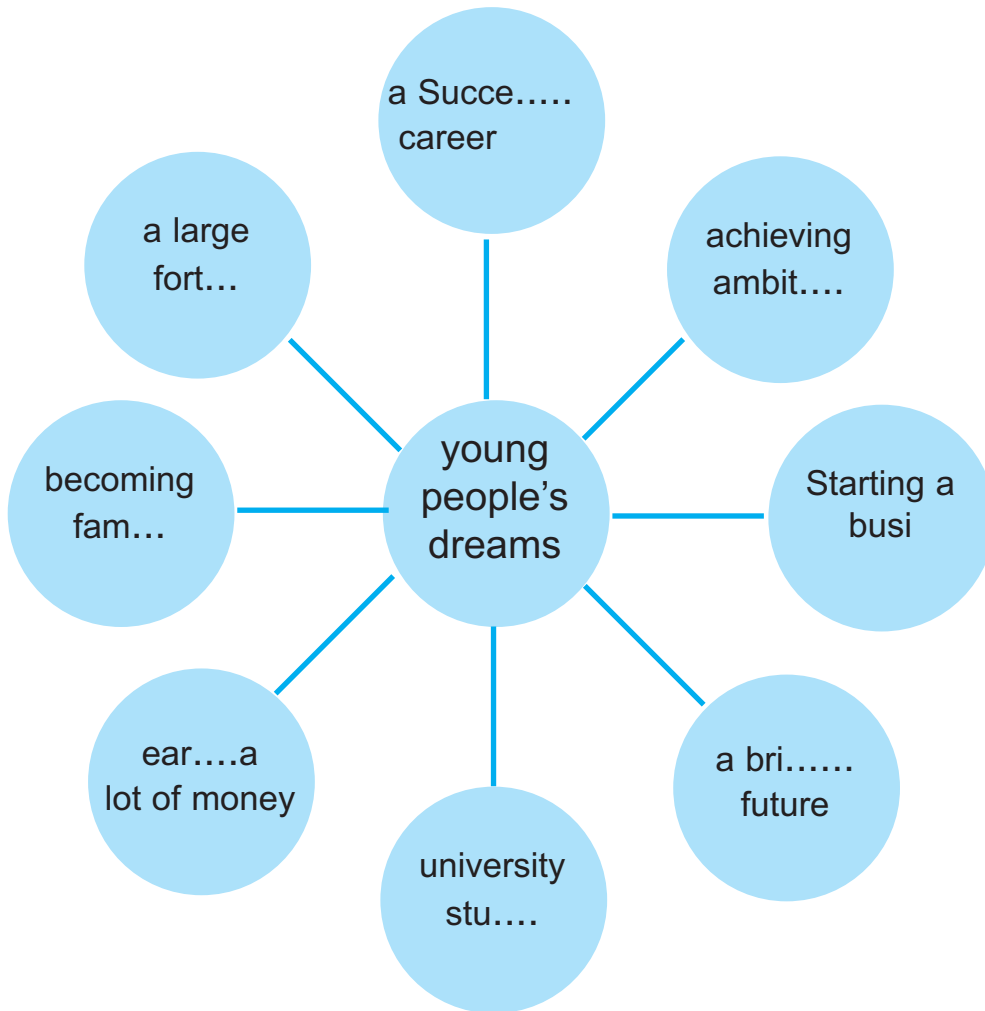 a Succe.....
career
achieving
ambit....
Starting a
busi
a bri......
future
university
stu....
ear....a
lot of money
becoming
fam...
a large
fort...
young
people’s
dreams